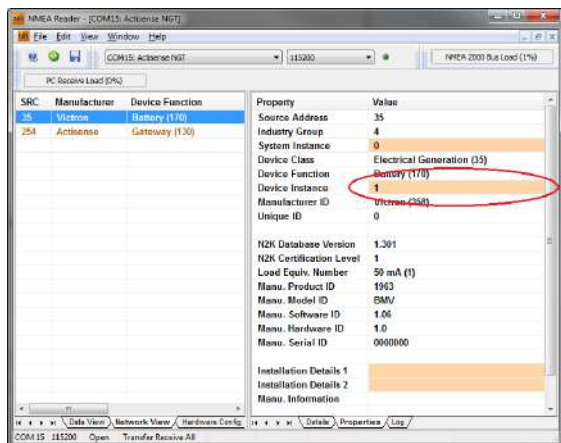 NMEA Reader - [COM15: Actisense NGT]
File Edit View Window Help
COM15: Actisense NGT 115200 NMEA 2000 Bus Load (1%)
PC Receive Load (0%)
SRC Manufacturer Device Function
35 Victron Battery (170)
254 Actisense Gateway (130)
Property Value
Source Address 35
Industry Group 4
System Instance 0
Device Class Electrical Generation (35)
Device Function Battery (170)
Device Instance 1
Manufacturer ID Victron (358)
Unique ID 0
N2K Database Version 1.301
N2K Certification Level 1
Load Equiv. Number 50 mA (1)
Manu. Product ID 1963
Manu. Model ID BMV
Manu. Software ID 1.06
Manu. Hardware ID 1.0
Manu. Serial ID 0000000
Installation Details 1
Installation Details 2
Manu. Information
Data View Network View Hardware Config Details Properties Log
COM 15 115200 Open Transfer Receive All